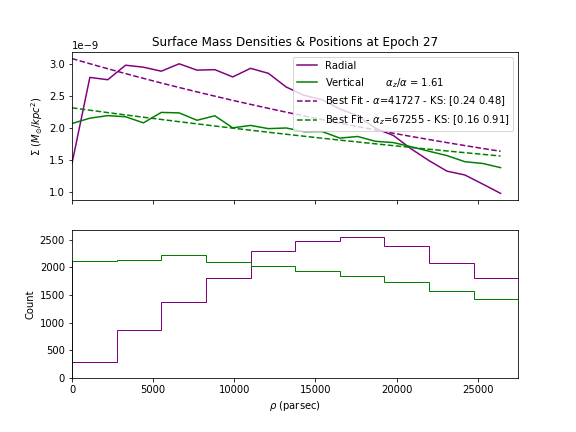 Surface Mass Densities & Positions at Epoch 27
1e−9
3.0
2.5
2.0
1.5
1.0
Σ (M⊙/kpc²)
Radial
Vertical α_z/α = 1.61
Best Fit - α=41727 - KS: [0.24 0.48]
Best Fit - α_z=67255 - KS: [0.16 0.91]
2500
2000
1500
1000
500
0
Count
0 5000 10000 15000 20000 25000
ρ (parsec)